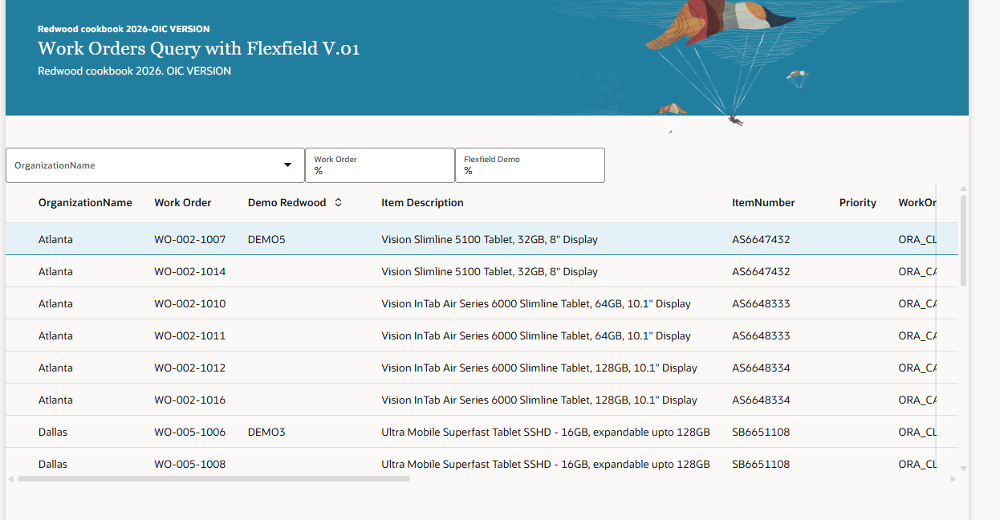 Redwood cookbook 2026-OIC VERSION
Work Orders Query with Flexfield V.01
Redwood cookbook 2026. OIC VERSION
OrganizationName Work Order % Flexfield Demo %
OrganizationName Work Order Demo Redwood Item Description ItemNumber Priority WorkOr
Atlanta WO-002-1007 DEMO5 Vision Slimline 5100 Tablet, 32GB, 8" Display AS6647432 ORA_CL
Atlanta WO-002-1014 Vision Slimline 5100 Tablet, 32GB, 8" Display AS6647432 ORA_CA
Atlanta WO-002-1010 Vision InTab Air Series 6000 Slimline Tablet, 64GB, 10.1" Display AS6648333 ORA_CA
Atlanta WO-002-1011 Vision InTab Air Series 6000 Slimline Tablet, 64GB, 10.1" Display AS6648333 ORA_CA
Atlanta WO-002-1012 Vision InTab Air Series 6000 Slimline Tablet, 128GB, 10.1" Display AS6648334 ORA_CA
Atlanta WO-002-1016 Vision InTab Air Series 6000 Slimline Tablet, 128GB, 10.1" Display AS6648334 ORA_CA
Dallas WO-005-1006 DEMO3 Ultra Mobile Superfast Tablet SSHD - 16GB, expandable upto 128GB SB6651108 ORA_CL
Dallas WO-005-1008 Ultra Mobile Superfast Tablet SSHD - 16GB, expandable upto 128GB SB6651108 ORA_CL